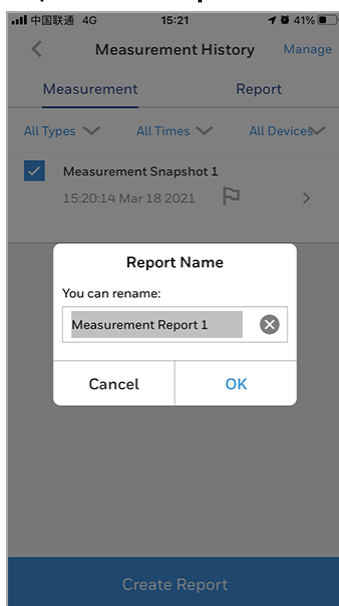 中国联通 4G 15:21 41%
Measurement History Manage
Measurement Report
All Types All Times All Devices
Measurement Snapshot 1
15:20:14 Mar 18 2021
Report Name
You can rename:
Measurement Report 1
Cancel OK
Create Report